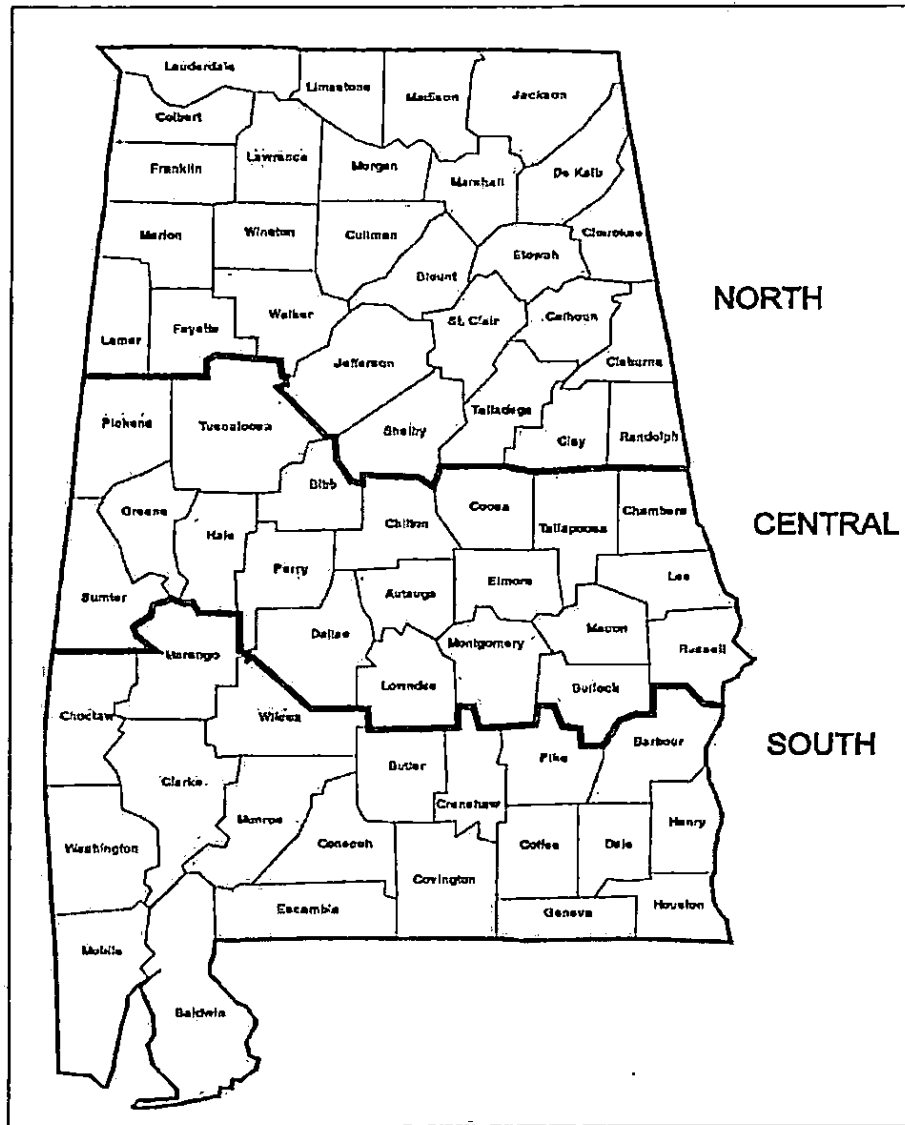 Lauderdale
Limestone
Madison
Jackson
Colbert
Lawrence
Franklin
Morgan
Marshall
De Kalb
Marion
Winston
Cullman
Cherokee
Etowah
Blount
NORTH
Walker
St. Clair
Calhoun
Lamar
Fayette
Jefferson
Cleburne
Talladega
Pickens
Tuscaloosa
Shelby
Clay
Randolph
Bibb
Greene
Hale
Chilton
Coosa
Tallapoosa
Chambers
CENTRAL
Perry
Lee
Sumter
Autauga
Elmore
Dallas
Montgomery
Macon
Marengo
Russell
Lowndes
Bullock
Choctaw
Wilcox
Barbour
SOUTH
Butler
Pike
Clarke
Crenshaw
Monroe
Henry
Washington
Conecuh
Coffee
Dale
Covington
Escambia
Geneva
Houston
Mobile
Baldwin